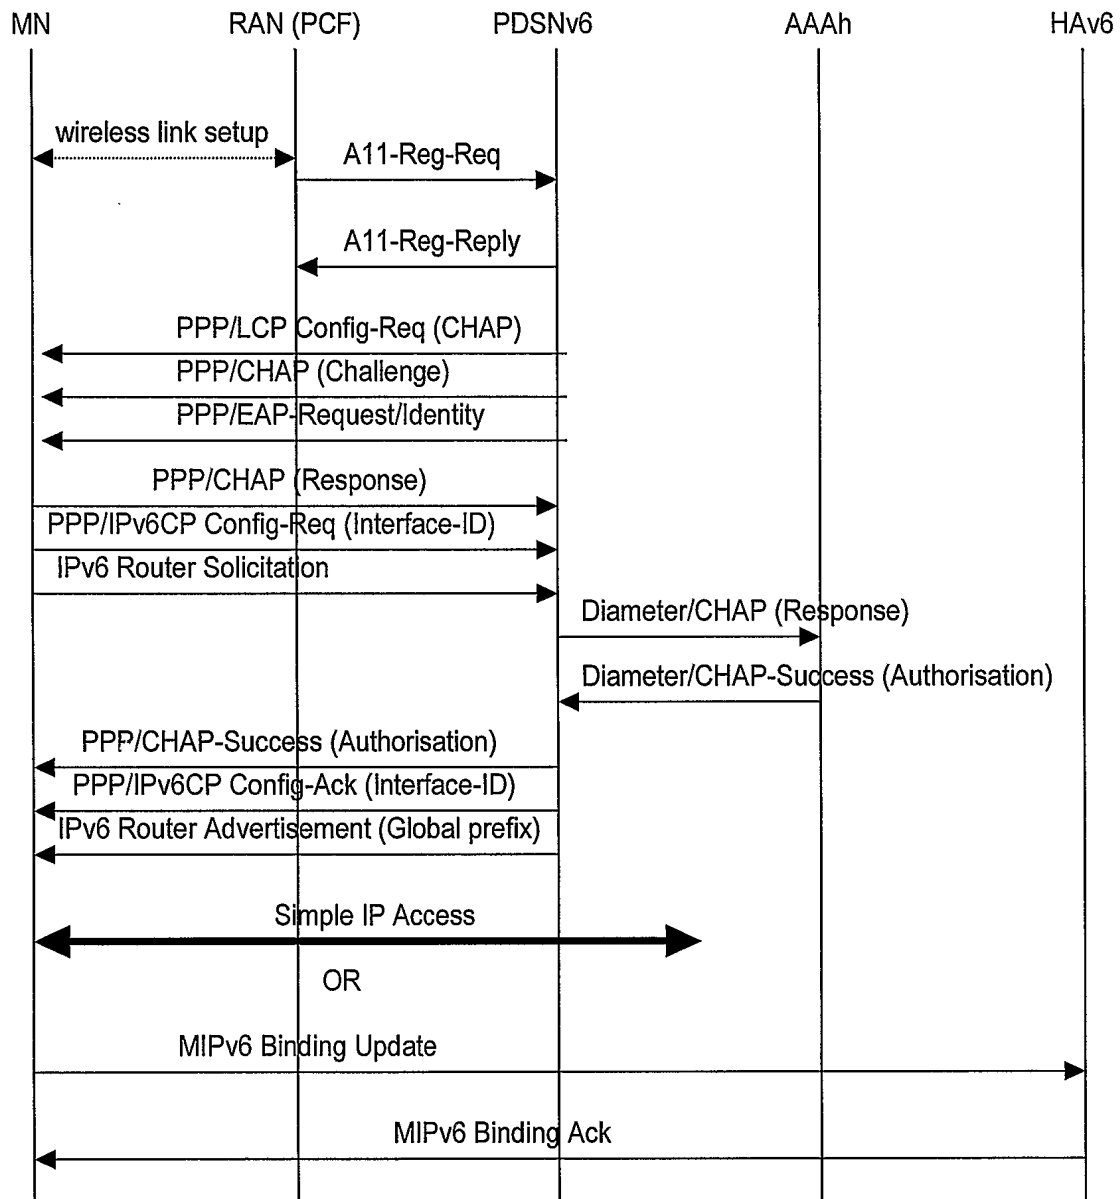 MN RAN (PCF) PDSNv6 AAAh HAv6
wireless link setup
A11-Reg-Req
A11-Reg-Reply
PPP/LCP Config-Req (CHAP)
PPP/CHAP (Challenge)
PPP/EAP-Request/Identity
PPP/CHAP (Response)
PPP/IPv6CP Config-Req (Interface-ID)
IPv6 Router Solicitation
Diameter/CHAP (Response)
Diameter/CHAP-Success (Authorisation)
PPP/CHAP-Success (Authorisation)
PPP/IPv6CP Config-Ack (Interface-ID)
IPv6 Router Advertisement (Global prefix)
Simple IP Access
OR
MIPv6 Binding Update
MIPv6 Binding Ack